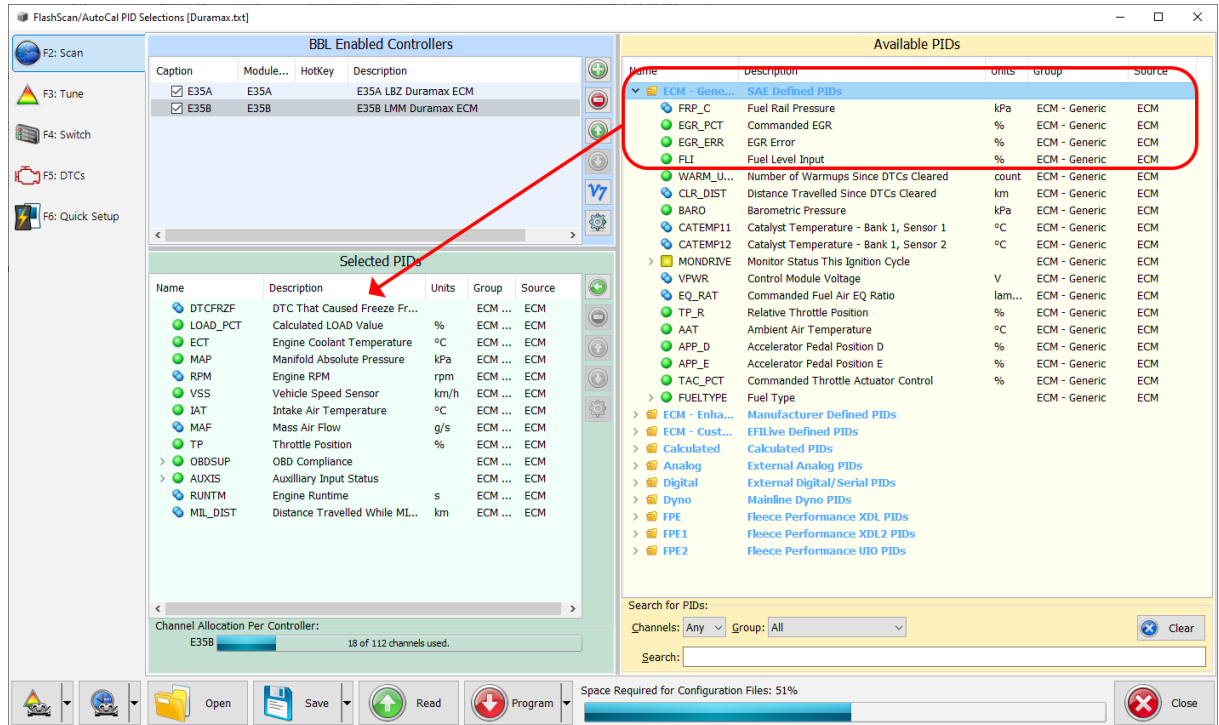 FlashScan/AutoCal PID Selections [Duramax.txt]
F2: Scan
F3: Tune
F4: Switch
F5: DTCs
F6: Quick Setup
BBL Enabled Controllers
Caption Module... HotKey Description
E35A E35A E35A LBZ Duramax ECM
E35B E35B E35B LMM Duramax ECM
V7
Selected PIDs
Name Description Units Group Source
DTCFRZF DTC That Caused Freeze Fr... ECM ... ECM
LOAD_PCT Calculated LOAD Value % ECM ... ECM
ECT Engine Coolant Temperature °C ECM ... ECM
MAP Manifold Absolute Pressure kPa ECM ... ECM
RPM Engine RPM rpm ECM ... ECM
VSS Vehicle Speed Sensor km/h ECM ... ECM
IAT Intake Air Temperature °C ECM ... ECM
MAF Mass Air Flow g/s ECM ... ECM
TP Throttle Position % ECM ... ECM
OBDSUP OBD Compliance ECM ... ECM
AUXIS Auxilliary Input Status ECM ... ECM
RUNTM Engine Runtime s ECM ... ECM
MIL_DIST Distance Travelled While MI... km ECM ... ECM
Channel Allocation Per Controller:
E35B 18 of 112 channels used.
Available PIDs
Name Description Units Group Source
ECM - Gene... SAE Defined PIDs
FRP_C Fuel Rail Pressure kPa ECM - Generic ECM
EGR_PCT Commanded EGR % ECM - Generic ECM
EGR_ERR EGR Error % ECM - Generic ECM
FLI Fuel Level Input % ECM - Generic ECM
WARM_U... Number of Warmups Since DTCs Cleared count ECM - Generic ECM
CLR_DIST Distance Travelled Since DTCs Cleared km ECM - Generic ECM
BARO Barometric Pressure kPa ECM - Generic ECM
CATEMP11 Catalyst Temperature - Bank 1, Sensor 1 °C ECM - Generic ECM
CATEMP12 Catalyst Temperature - Bank 1, Sensor 2 °C ECM - Generic ECM
MONDRIVE Monitor Status This Ignition Cycle ECM - Generic ECM
VPWR Control Module Voltage V ECM - Generic ECM
EQ_RAT Commanded Fuel Air EQ Ratio lam... ECM - Generic ECM
TP_R Relative Throttle Position % ECM - Generic ECM
AAT Ambient Air Temperature °C ECM - Generic ECM
APP_D Accelerator Pedal Position D % ECM - Generic ECM
APP_E Accelerator Pedal Position E % ECM - Generic ECM
TAC_PCT Commanded Throttle Actuator Control % ECM - Generic ECM
FUELTYPE Fuel Type ECM - Generic ECM
ECM - Enha... Manufacturer Defined PIDs
ECM - Cust... EFILive Defined PIDs
Calculated Calculated PIDs
Analog External Analog PIDs
Digital External Digital/Serial PIDs
Dyno Mainline Dyno PIDs
FPE Fleece Performance XDL PIDs
FPE1 Fleece Performance XDL2 PIDs
FPE2 Fleece Performance UIO PIDs
Search for PIDs:
Channels: Any Group: All Clear
Search:
Open Save Read Program Space Required for Configuration Files: 51% Close